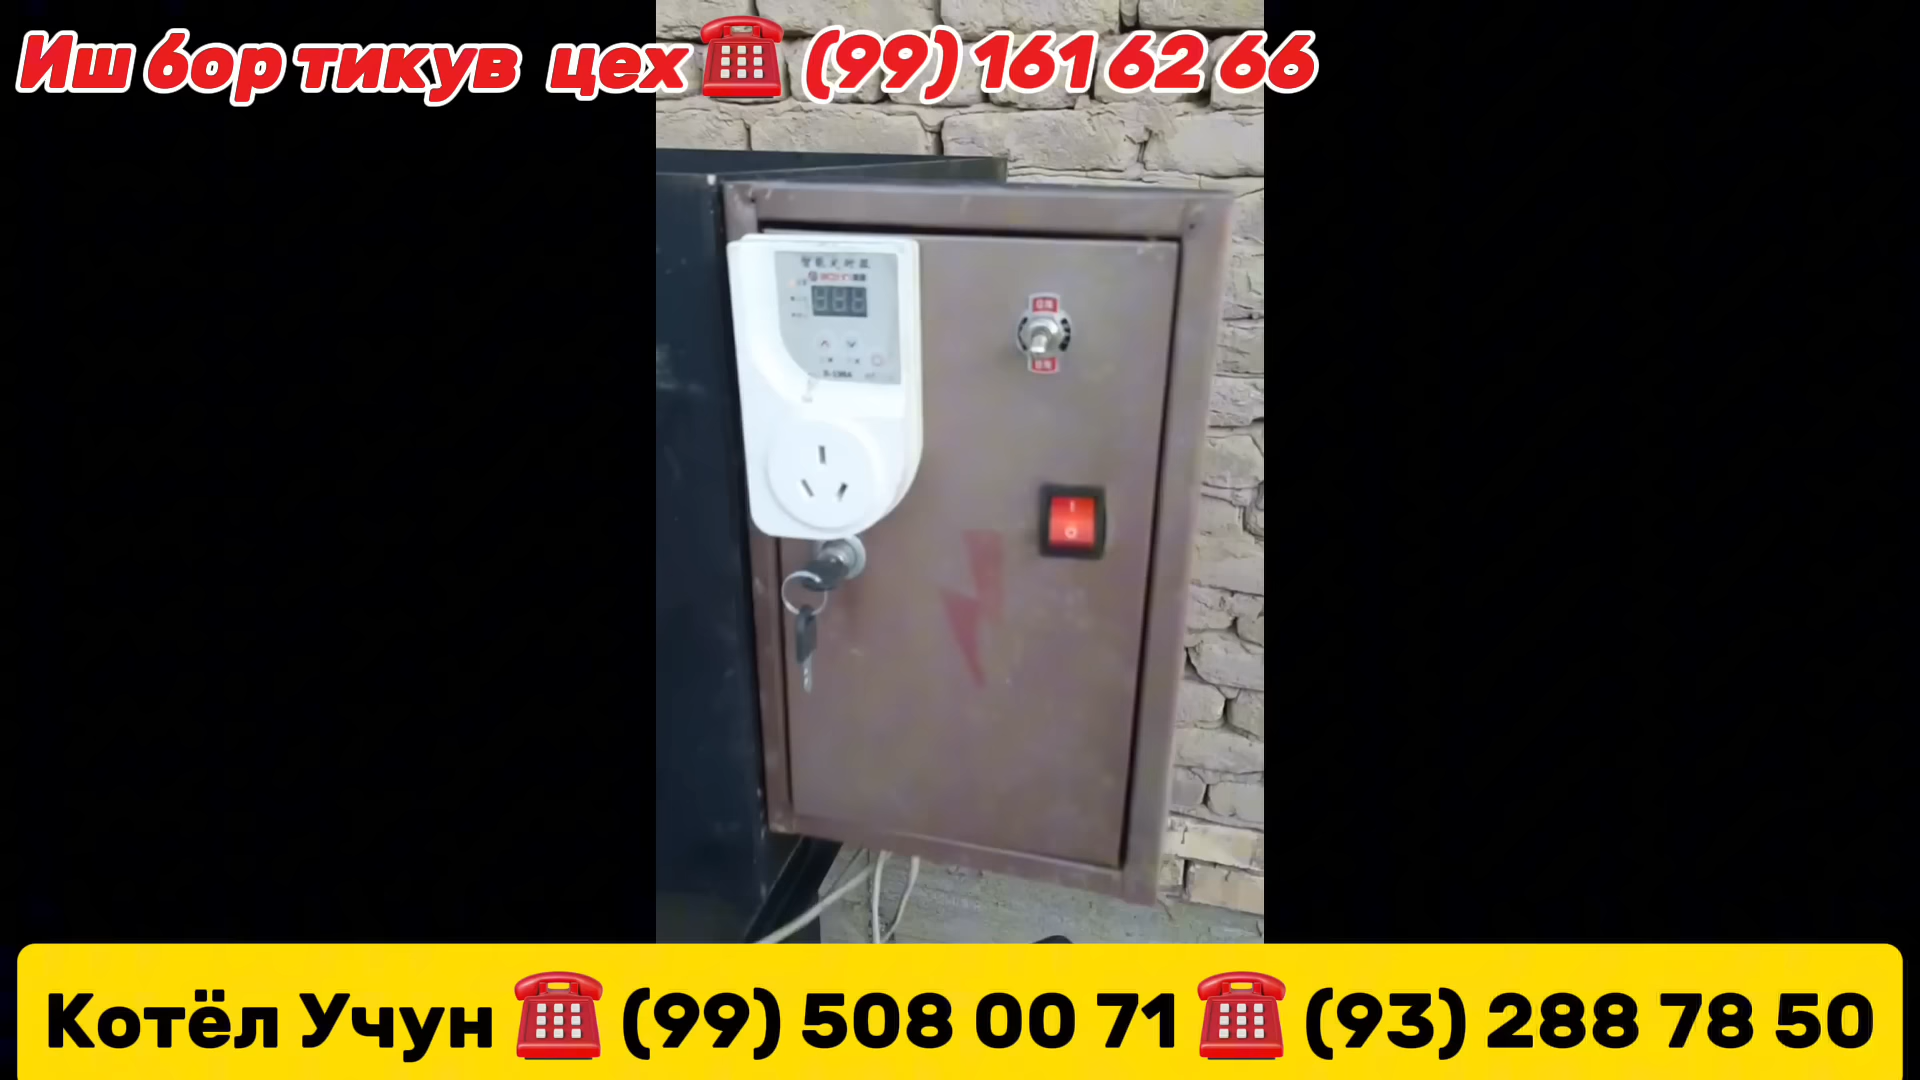 Иш бор тикув цех ☎️ (99) 161 62 66
Котёл Учун ☎️ (99) 508 00 71 ☎️ (93) 288 78 50